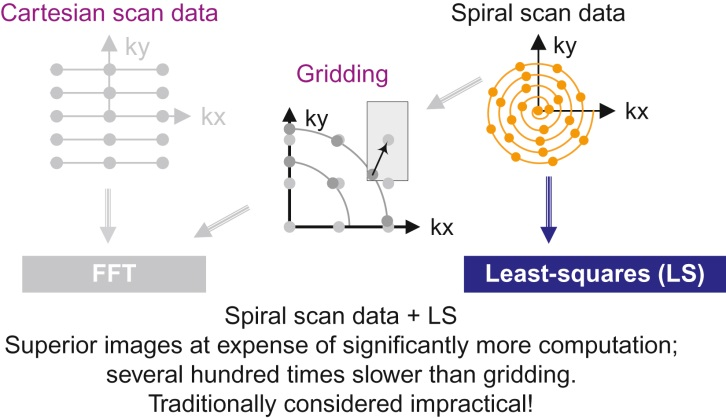 Cartesian scan data
Spiral scan data
ky
kx
Gridding
ky
kx
ky
kx
FFT
Least-squares (LS)
Spiral scan data + LS
Superior images at expense of significantly more computation;
several hundred times slower than gridding.
Traditionally considered impractical!